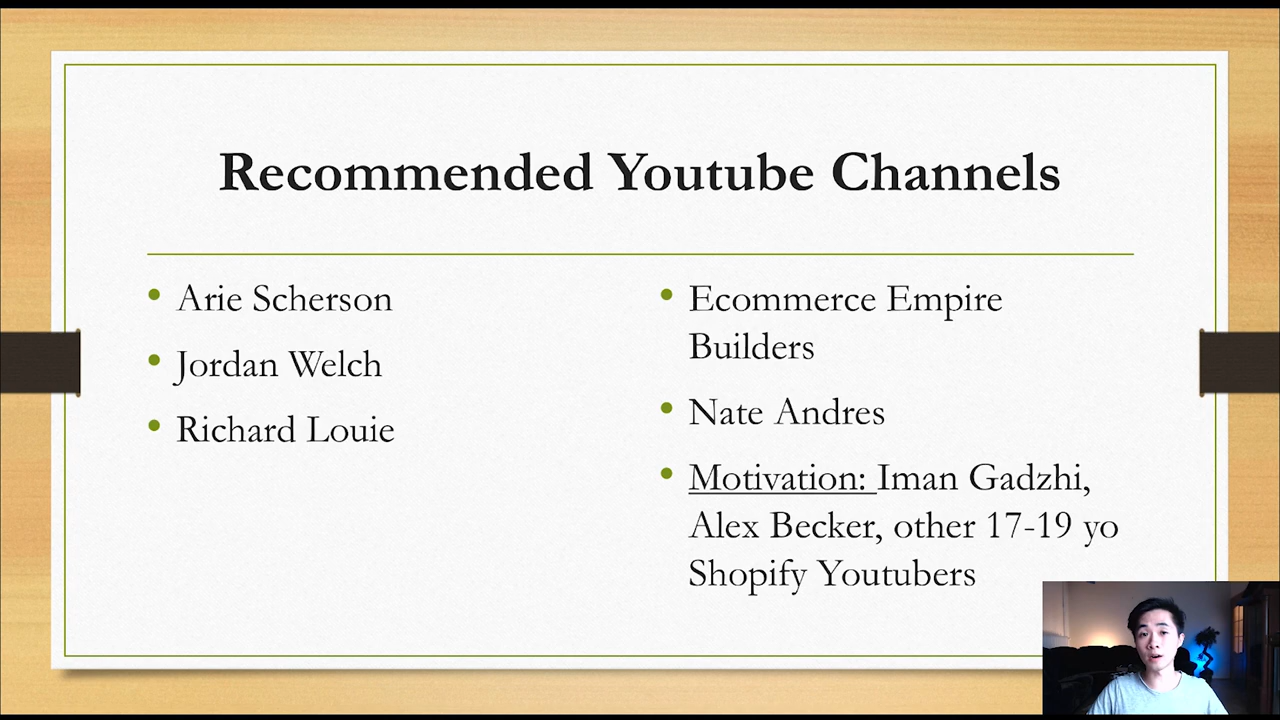 Recommended Youtube Channels
Arie Scherson
Jordan Welch
Richard Louie
Ecommerce Empire
Builders
Nate Andres
Motivation: Iman Gadzhi,
Alex Becker, other 17-19 yo
Shopify Youtubers